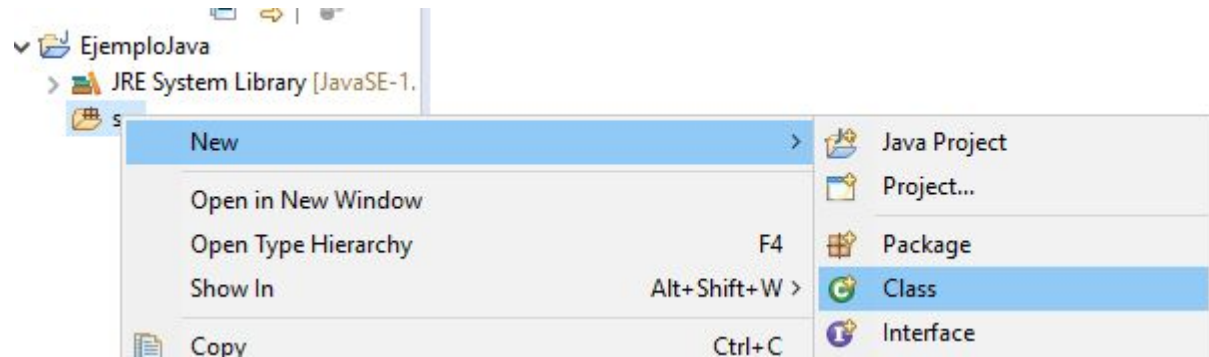 EjemploJava
JRE System Library [JavaSE-1.
s
New > Java Project
Project...
Open in New Window
Open Type Hierarchy F4 Package
Show In Alt+Shift+W > Class
Interface
Copy Ctrl+C